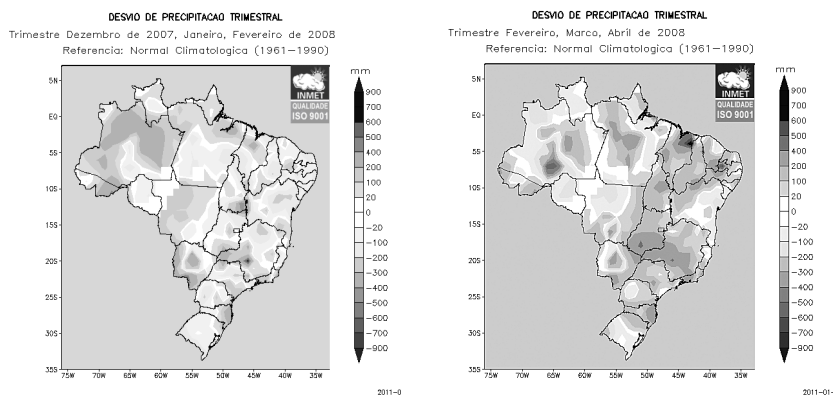 DESVIO DE PRECIPITACAO TRIMESTRAL
Trimestre Dezembro de 2007, Janeiro, Fevereiro de 2008
Referencia: Normal Climatologica (1961-1990)
mm
INMET
QUALIDADE
ISO 9001
5N
EQ
5S
10S
15S
20S
25S
30S
35S
75W 70W 65W 60W 55W 50W 45W 40W 35W
900
700
600
500
400
300
200
100
20
0
-20
-100
-200
-300
-400
-500
-600
-700
-900
2011-0
DESVIO DE PRECIPITACAO TRIMESTRAL
Trimestre Fevereiro, Marco, Abril de 2008
Referencia: Normal Climatologica (1961-1990)
mm
INMET
QUALIDADE
ISO 9001
5N
EQ
5S
10S
15S
20S
25S
30S
35S
75W 70W 65W 60W 55W 50W 45W 40W 35W
900
700
600
500
400
300
200
100
20
0
-20
-100
-200
-300
-400
-500
-600
-700
-900
2011-01-